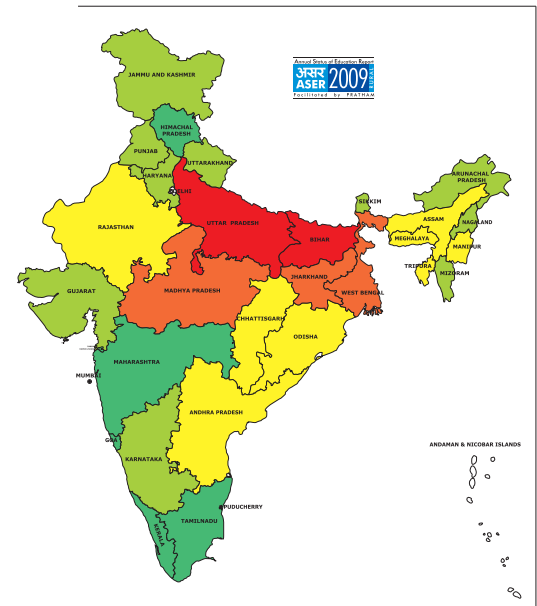 Annual Status of Education Report
असर
ASER
2009
RURAL
Facilitated by PRATHAM
JAMMU AND KASHMIR
HIMACHAL
PRADESH
PUNJAB
UTTARAKHAND
HARYANA
DELHI
ARUNACHAL
PRADESH
SIKKIM
RAJASTHAN
UTTAR PRADESH
ASSAM
NAGALAND
BIHAR
MEGHALAYA
MANIPUR
TRIPURA
MIZORAM
GUJARAT
MADHYA PRADESH
JHARKHAND
WEST BENGAL
CHHATTISGARH
ODISHA
MAHARASHTRA
MUMBAI
ANDHRA PRADESH
GOA
KARNATAKA
ANDAMAN & NICOBAR ISLANDS
PUDUCHERRY
TAMILNADU
KERALA